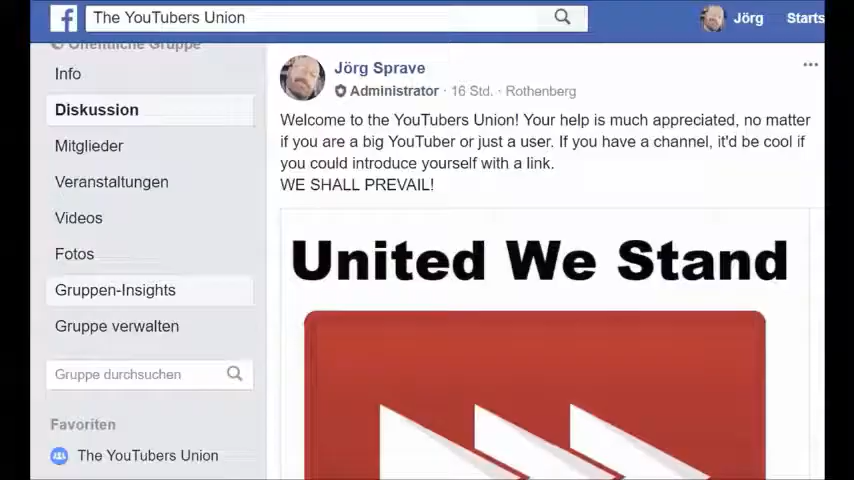 The YouTubers Union
Jörg
Starts
Öffentliche Gruppe
Info
Diskussion
Mitglieder
Veranstaltungen
Videos
Fotos
Gruppen-Insights
Gruppe verwalten
Gruppe durchsuchen
Favoriten
The YouTubers Union
Jörg Sprave
Administrator · 16 Std. · Rothenberg
Welcome to the YouTubers Union! Your help is much appreciated, no matter
if you are a big YouTuber or just a user. If you have a channel, it'd be cool if
you could introduce yourself with a link.
WE SHALL PREVAIL!
United We Stand